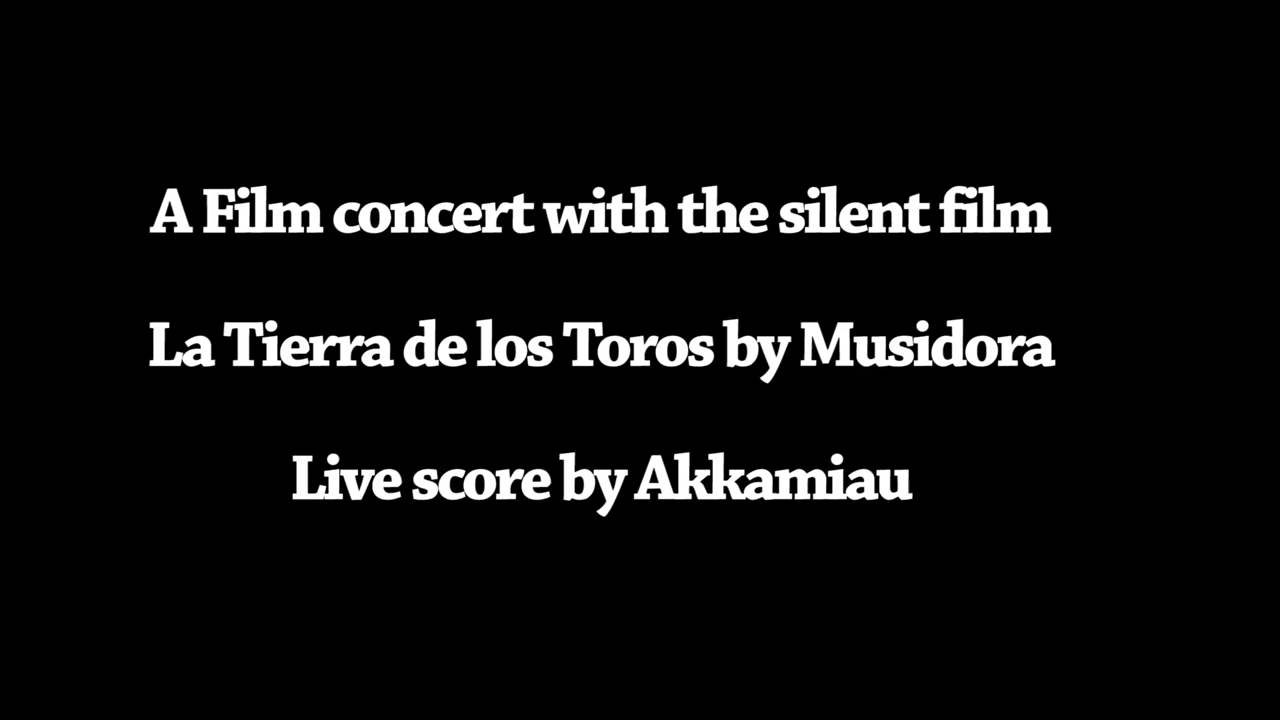 A Film concert with the silent film
La Tierra de los Toros by Musidora
Live score by Akkamiau